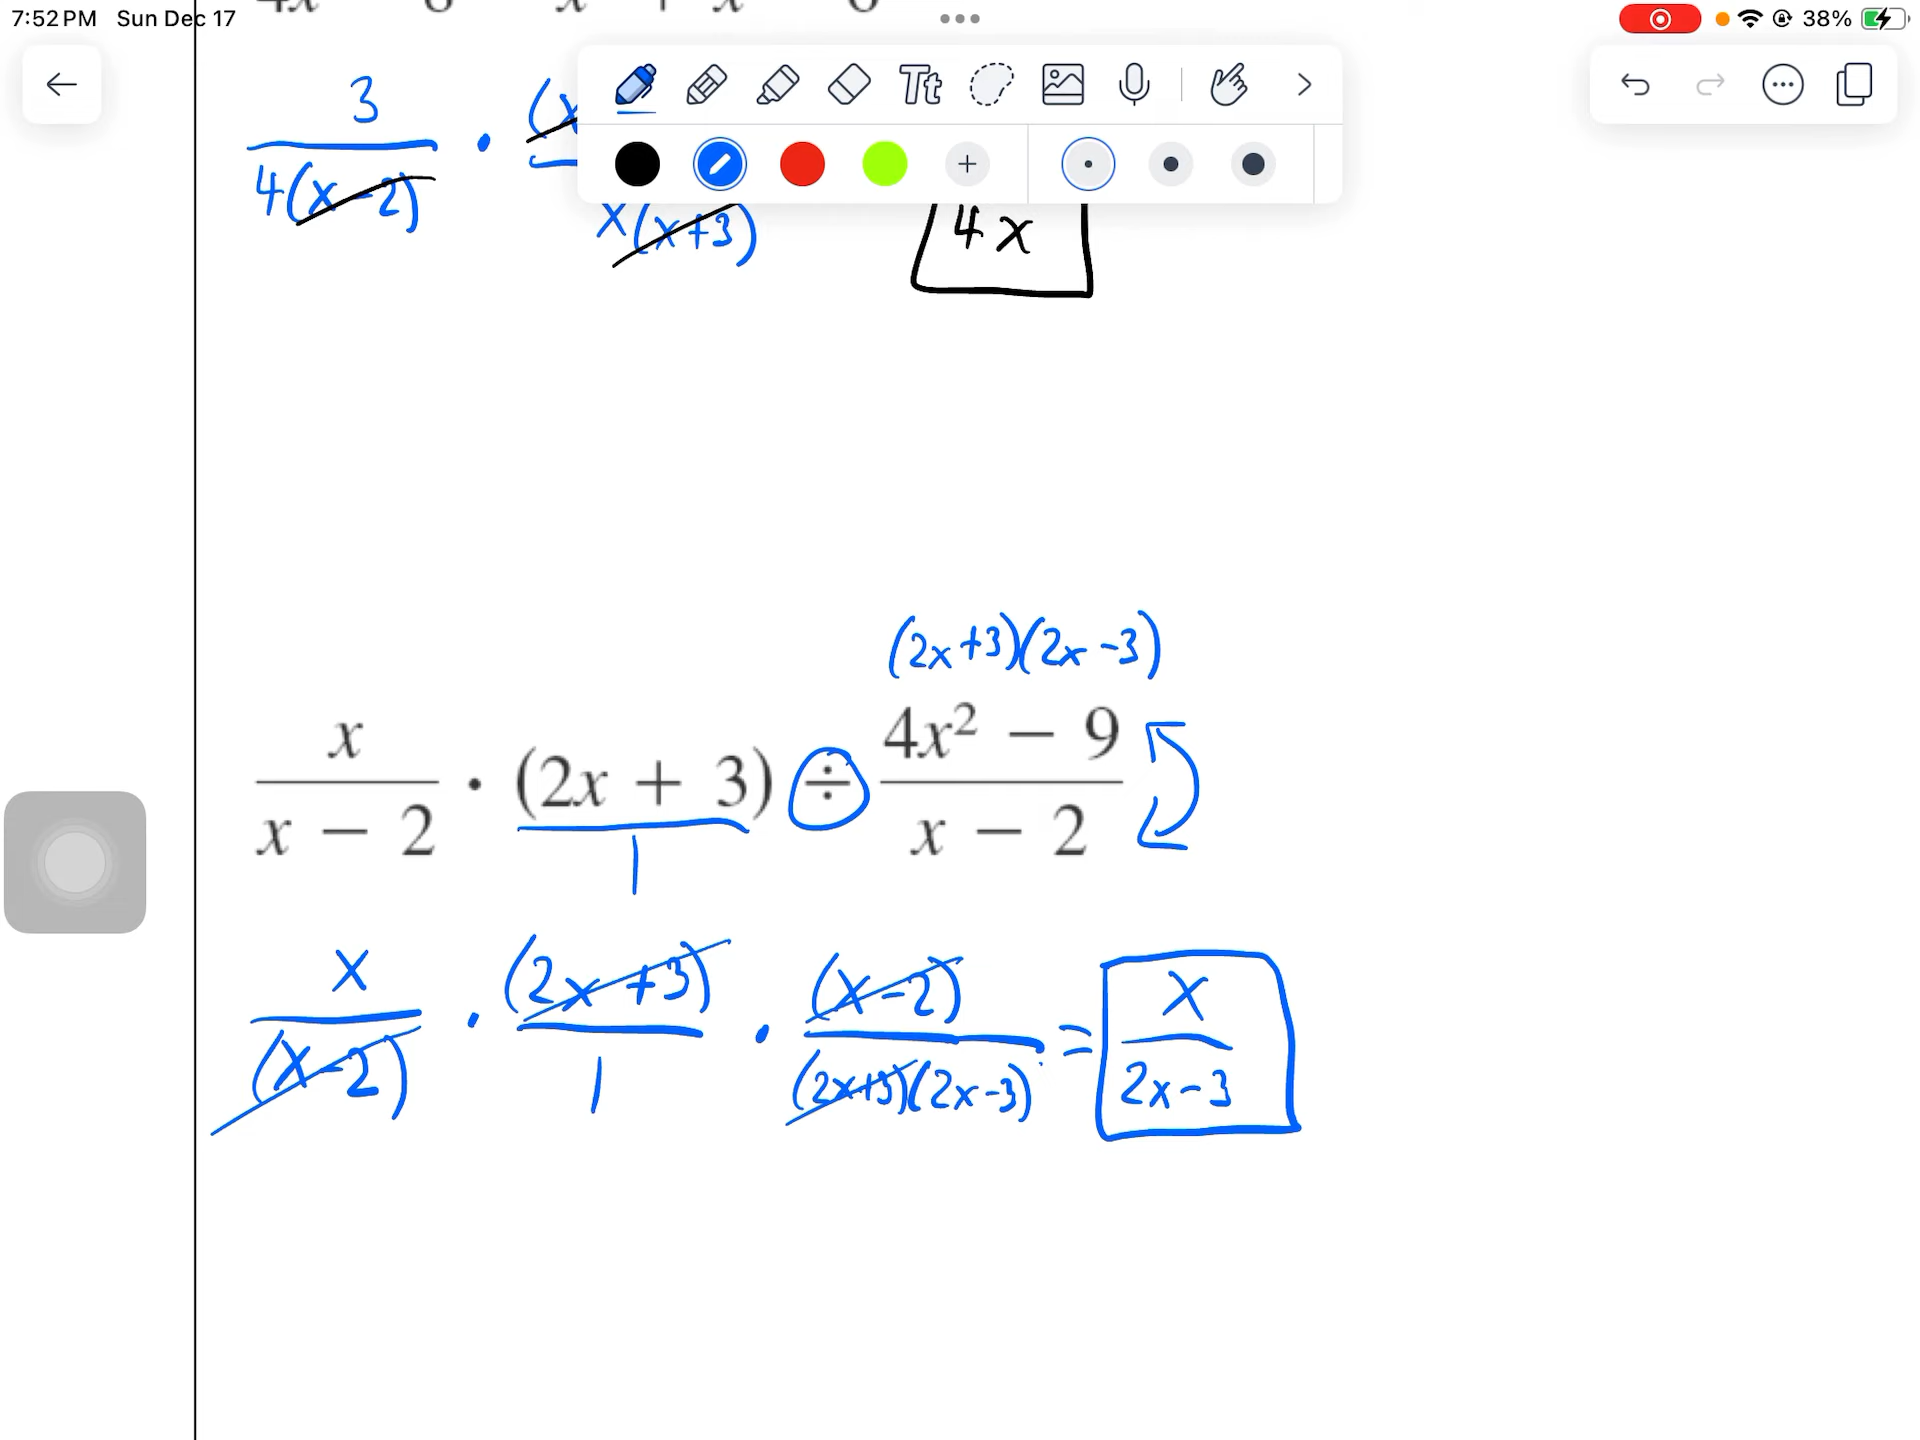 7:52 PM Sun Dec 17
38%
Tt
3
4(x-2)
·
(x
x(x+3)
4x
(2x+3)(2x-3)
x/(x − 2) · (2x + 3) ÷ (4x² − 9)/(x − 2)
1
x/(x-2) · (2x+3)/1 · (x-2)/((2x+3)(2x-3)) = x/(2x-3)